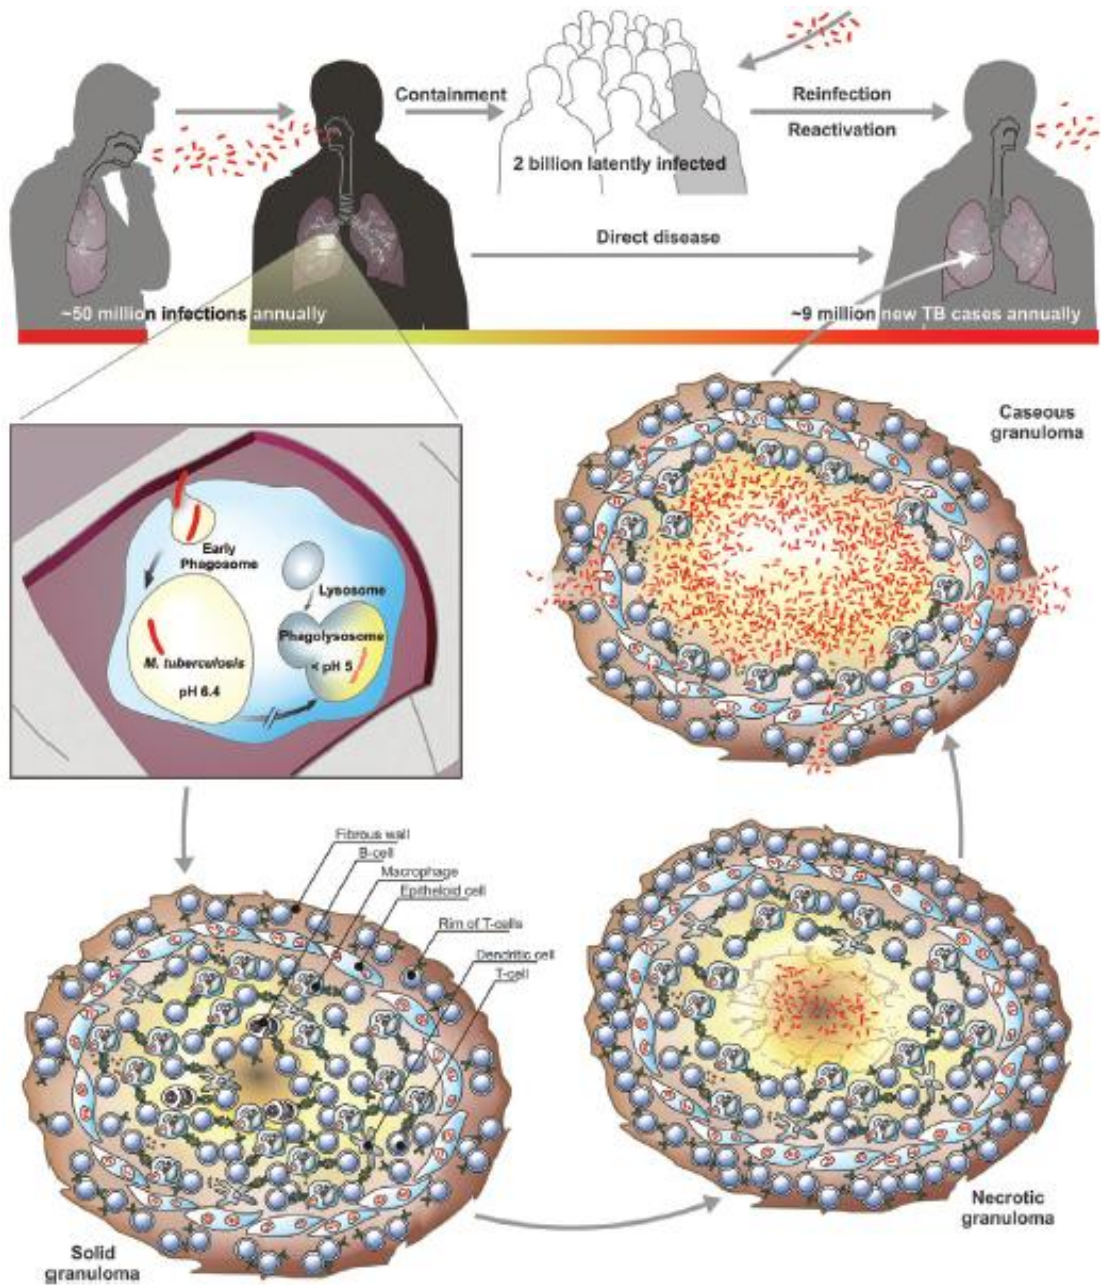 Containment
Reinfection
Reactivation
2 billion latently infected
Direct disease
~50 million infections annually
~9 million new TB cases annually
Caseous
granuloma
Early
Phagosome
Lysosome
Phagolysosome
< pH 5
M. tuberculosis
pH 6.4
Fibrous wall
B-cell
Macrophage
Epitheloid cell
Rim of T-cells
Dendritic cell
T-cell
Solid
granuloma
Necrotic
granuloma